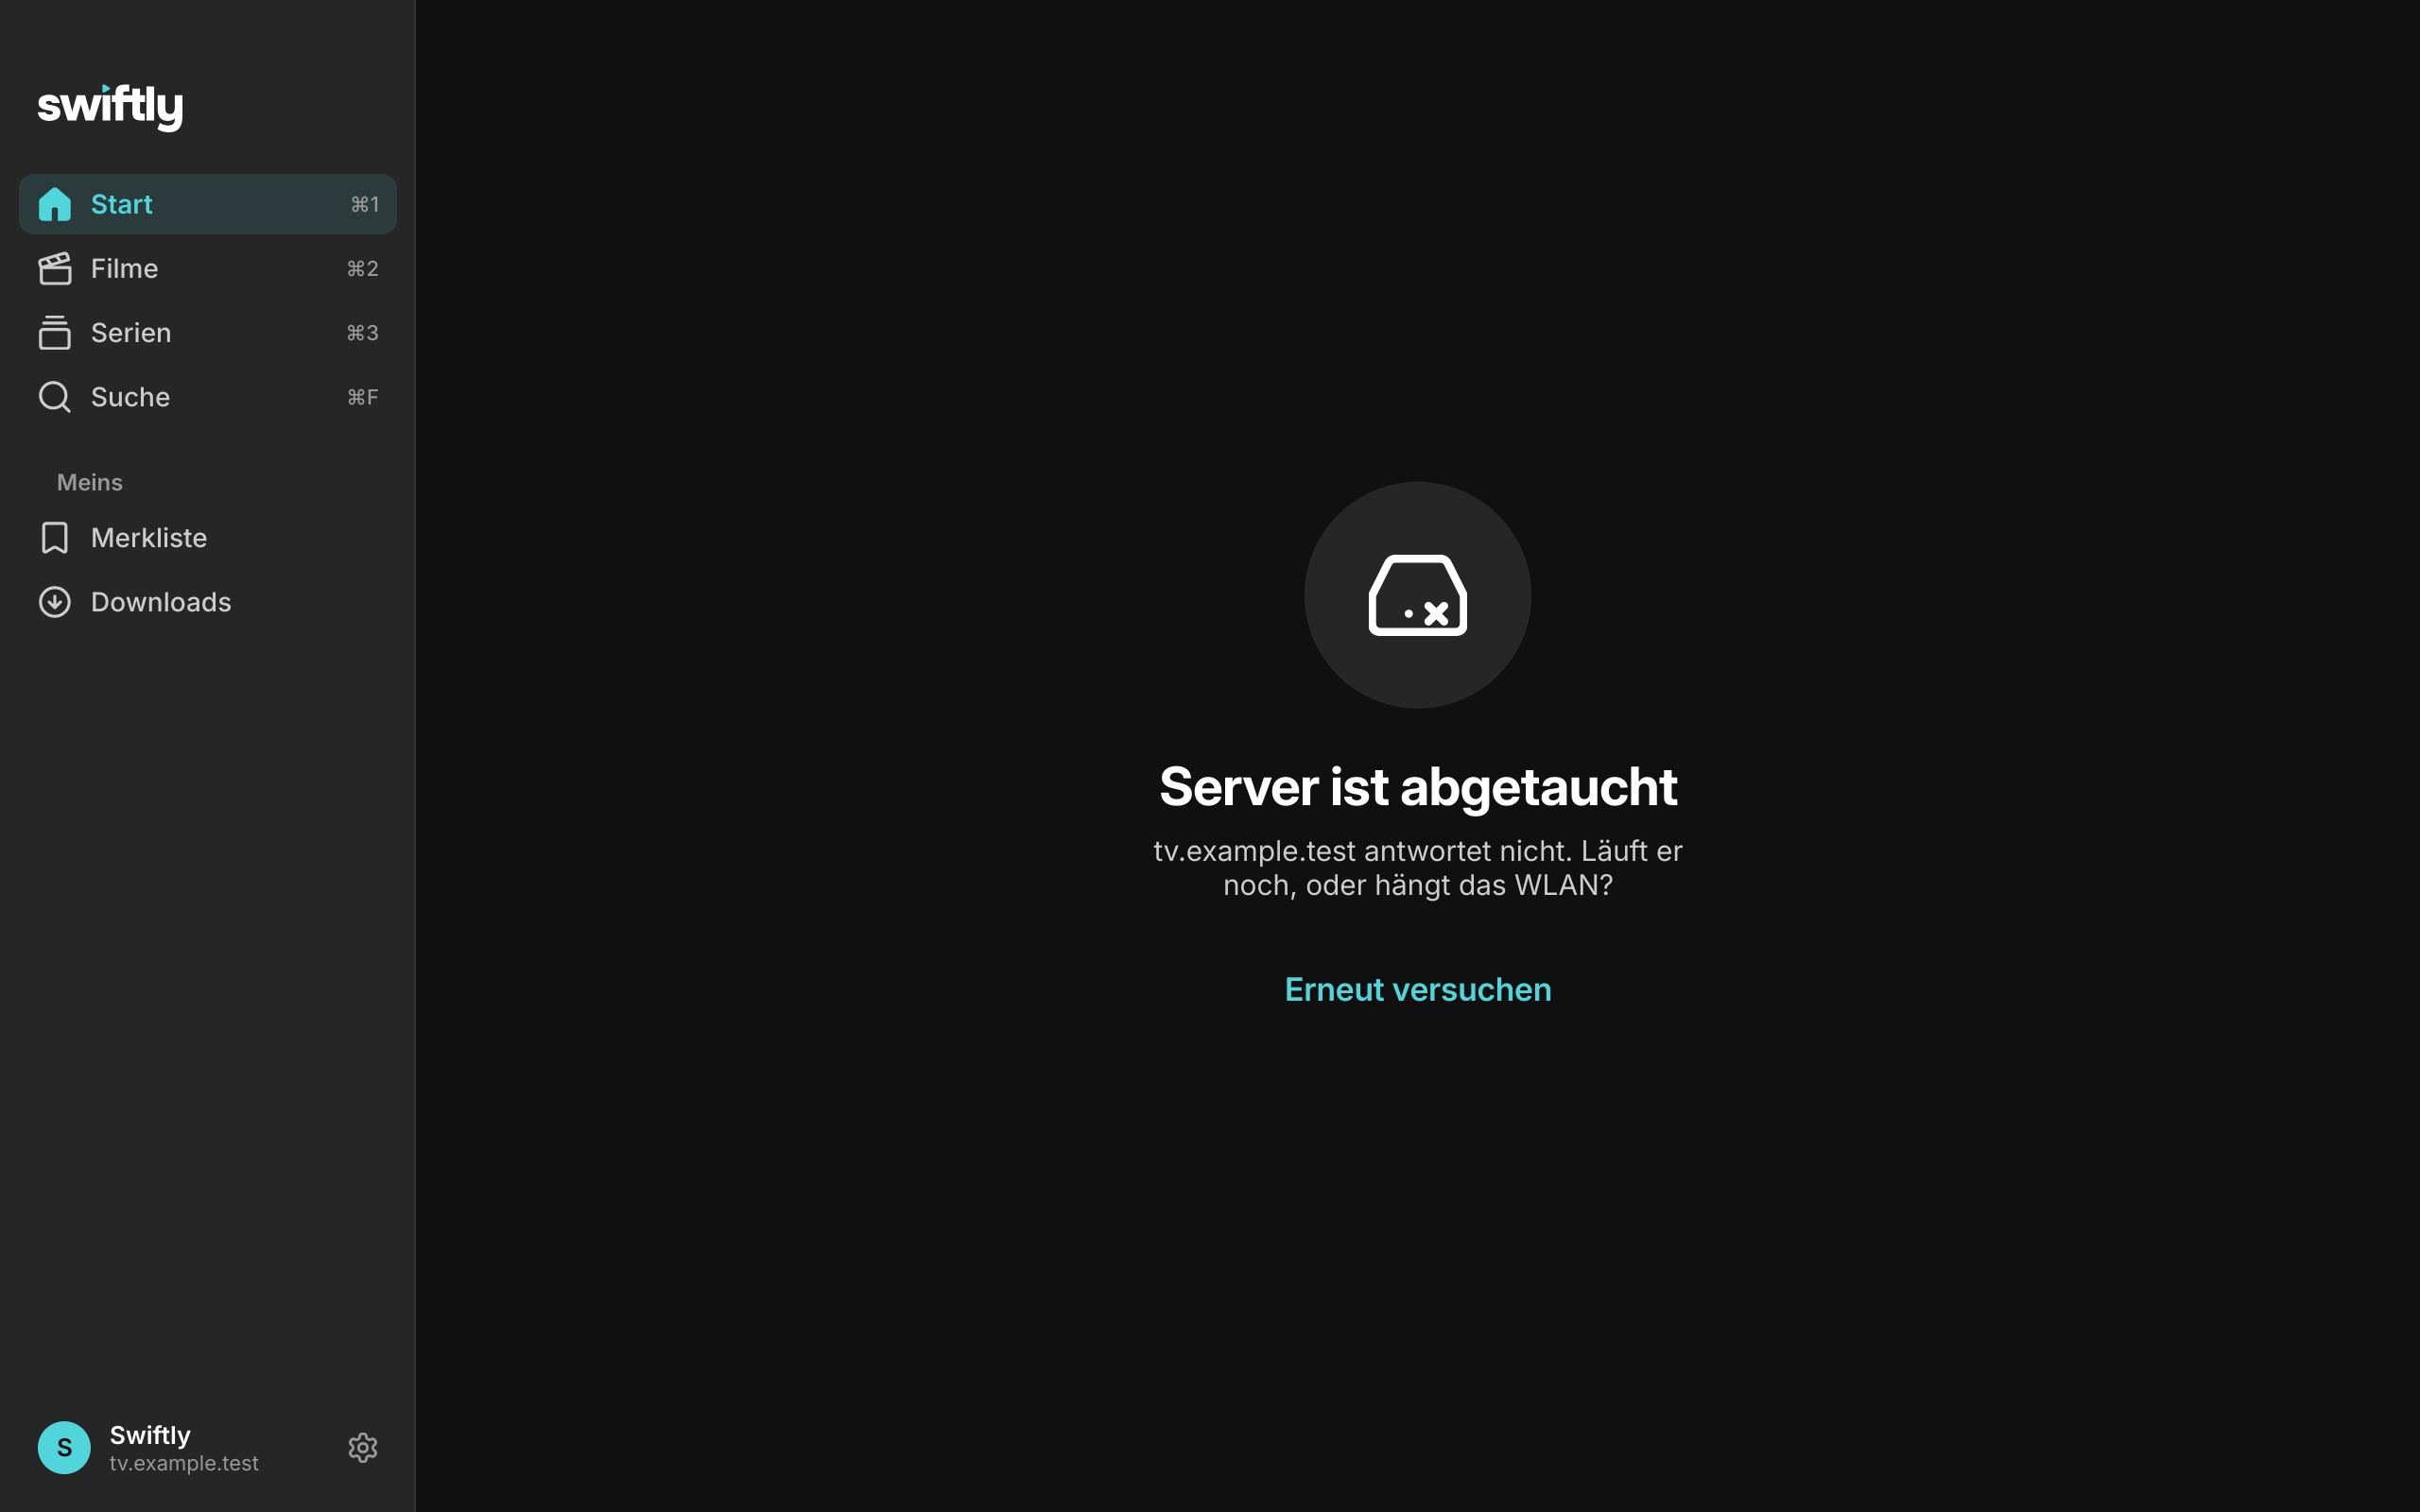 swiftly
Start ⌘1
Filme ⌘2
Serien ⌘3
Suche ⌘F
Meins
Merkliste
Downloads
Server ist abgetaucht
tv.example.test antwortet nicht. Läuft er
noch, oder hängt das WLAN?
Erneut versuchen
S
Swiftly
tv.example.test